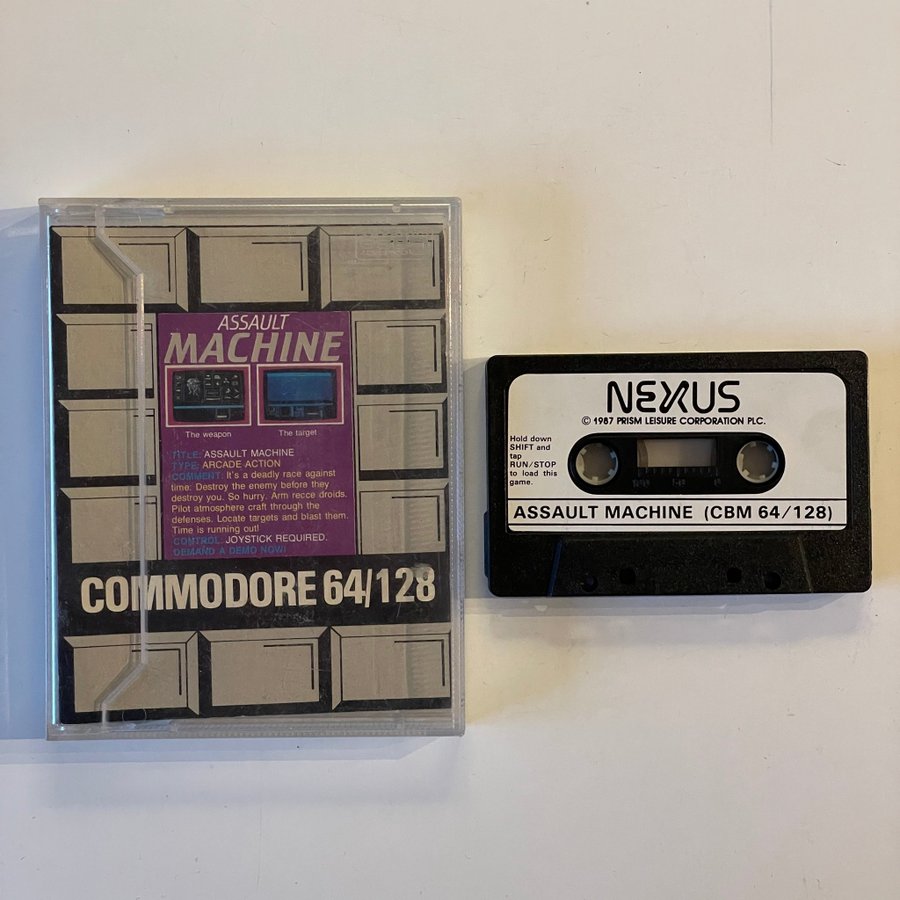 ASSAULT
MACHINE
The weapon
The target
TITLE: ASSAULT MACHINE
TYPE: ARCADE ACTION
COMMENT: It's a deadly race against
time: Destroy the enemy before they
destroy you. So hurry. Arm recce droids.
Pilot atmosphere craft through the
defenses. Locate targets and blast them.
Time is running out!
CONTROL: JOYSTICK REQUIRED.
DEMAND A DEMO NOW!
COMMODORE 64/128
NEXUS
© 1987 PRISM LEISURE CORPORATION PLC.
Hold down
SHIFT and
tap
RUN/STOP
to load this
game.
ASSAULT MACHINE (CBM 64/128)